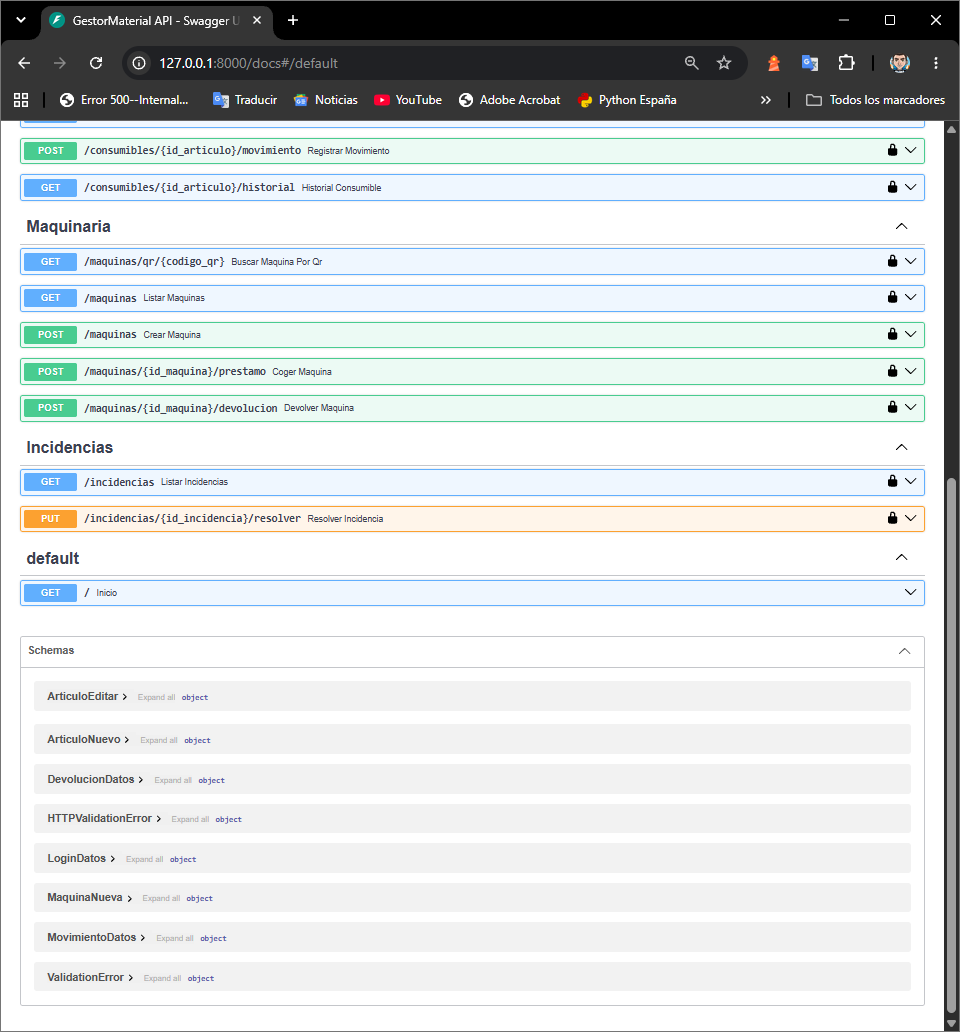 GestorMaterial API - Swagger U
127.0.0.1:8000/docs#/default
Error 500--Internal... Traducir Noticias YouTube Adobe Acrobat Python España » Todos los marcadores
POST /consumibles/{id_articulo}/movimiento Registrar Movimiento
GET /consumibles/{id_articulo}/historial Historial Consumible
Maquinaria
GET /maquinas/qr/{codigo_qr} Buscar Maquina Por Qr
GET /maquinas Listar Maquinas
POST /maquinas Crear Maquina
POST /maquinas/{id_maquina}/prestamo Coger Maquina
POST /maquinas/{id_maquina}/devolucion Devolver Maquina
Incidencias
GET /incidencias Listar Incidencias
PUT /incidencias/{id_incidencia}/resolver Resolver Incidencia
default
GET / Inicio
Schemas
ArticuloEditar Expand all object
ArticuloNuevo Expand all object
DevolucionDatos Expand all object
HTTPValidationError Expand all object
LoginDatos Expand all object
MaquinaNueva Expand all object
MovimientoDatos Expand all object
ValidationError Expand all object